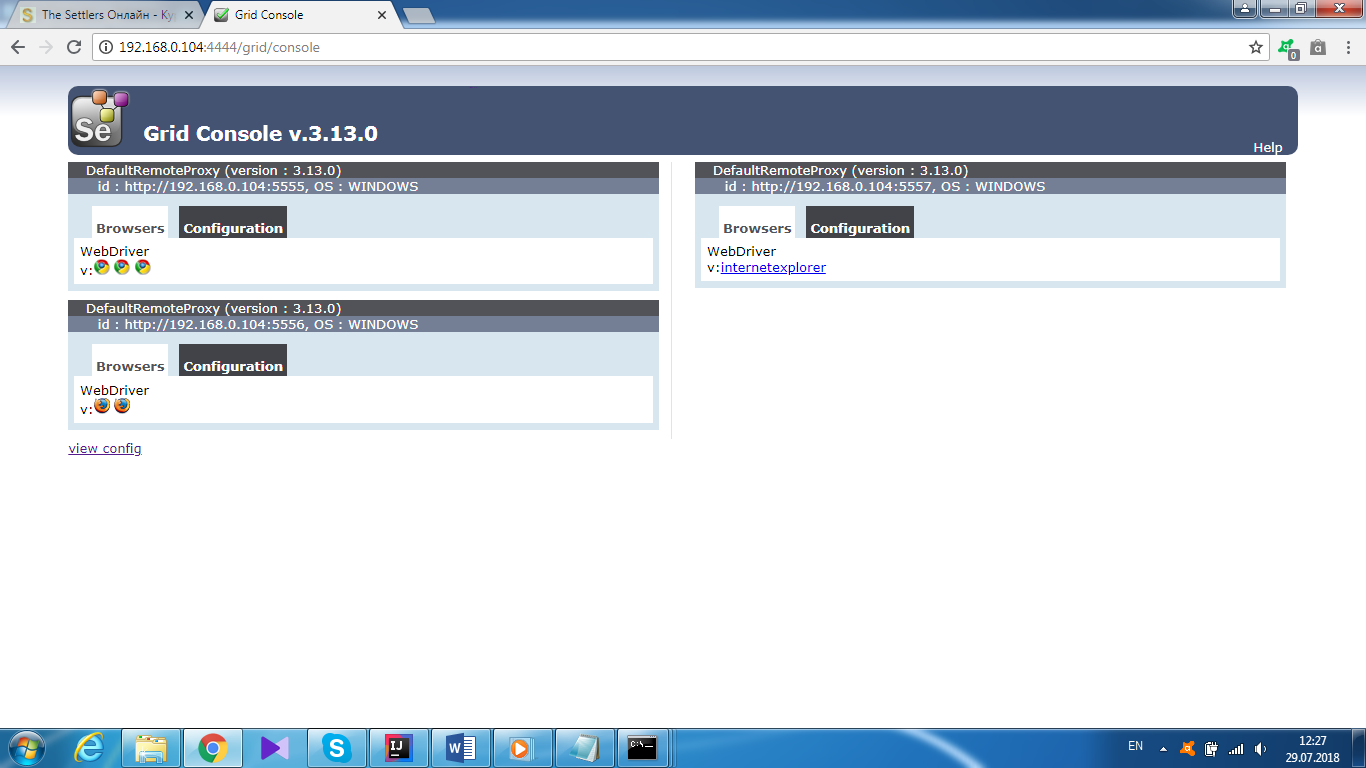 The Settlers Онлайн - Ку
Grid Console
192.168.0.104:4444/grid/console
0
Se
Grid Console v.3.13.0
Help
DefaultRemoteProxy (version : 3.13.0)
id : http://192.168.0.104:5555, OS : WINDOWS
Browsers
Configuration
WebDriver
v:
DefaultRemoteProxy (version : 3.13.0)
id : http://192.168.0.104:5556, OS : WINDOWS
Browsers
Configuration
WebDriver
v:
view config
DefaultRemoteProxy (version : 3.13.0)
id : http://192.168.0.104:5557, OS : WINDOWS
Browsers
Configuration
WebDriver
v:internetexplorer
EN
12:27
29.07.2018